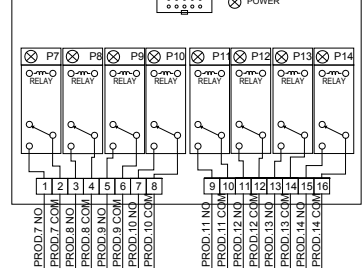 POWER
P7 P8 P9 P10 P11 P12 P13 P14
RELAY RELAY RELAY RELAY RELAY RELAY RELAY RELAY
1 2 3 4 5 6 7 8 9 10 11 12 13 14 15 16
PROD.7 NO
PROD.7 COM
PROD.8 NO
PROD.8 COM
PROD.9 NO
PROD.9 COM
PROD.10 NO
PROD.10 COM
PROD.11 NO
PROD.11 COM
PROD.12 NO
PROD.12 COM
PROD.13 NO
PROD.13 COM
PROD.14 NO
PROD.14 COM